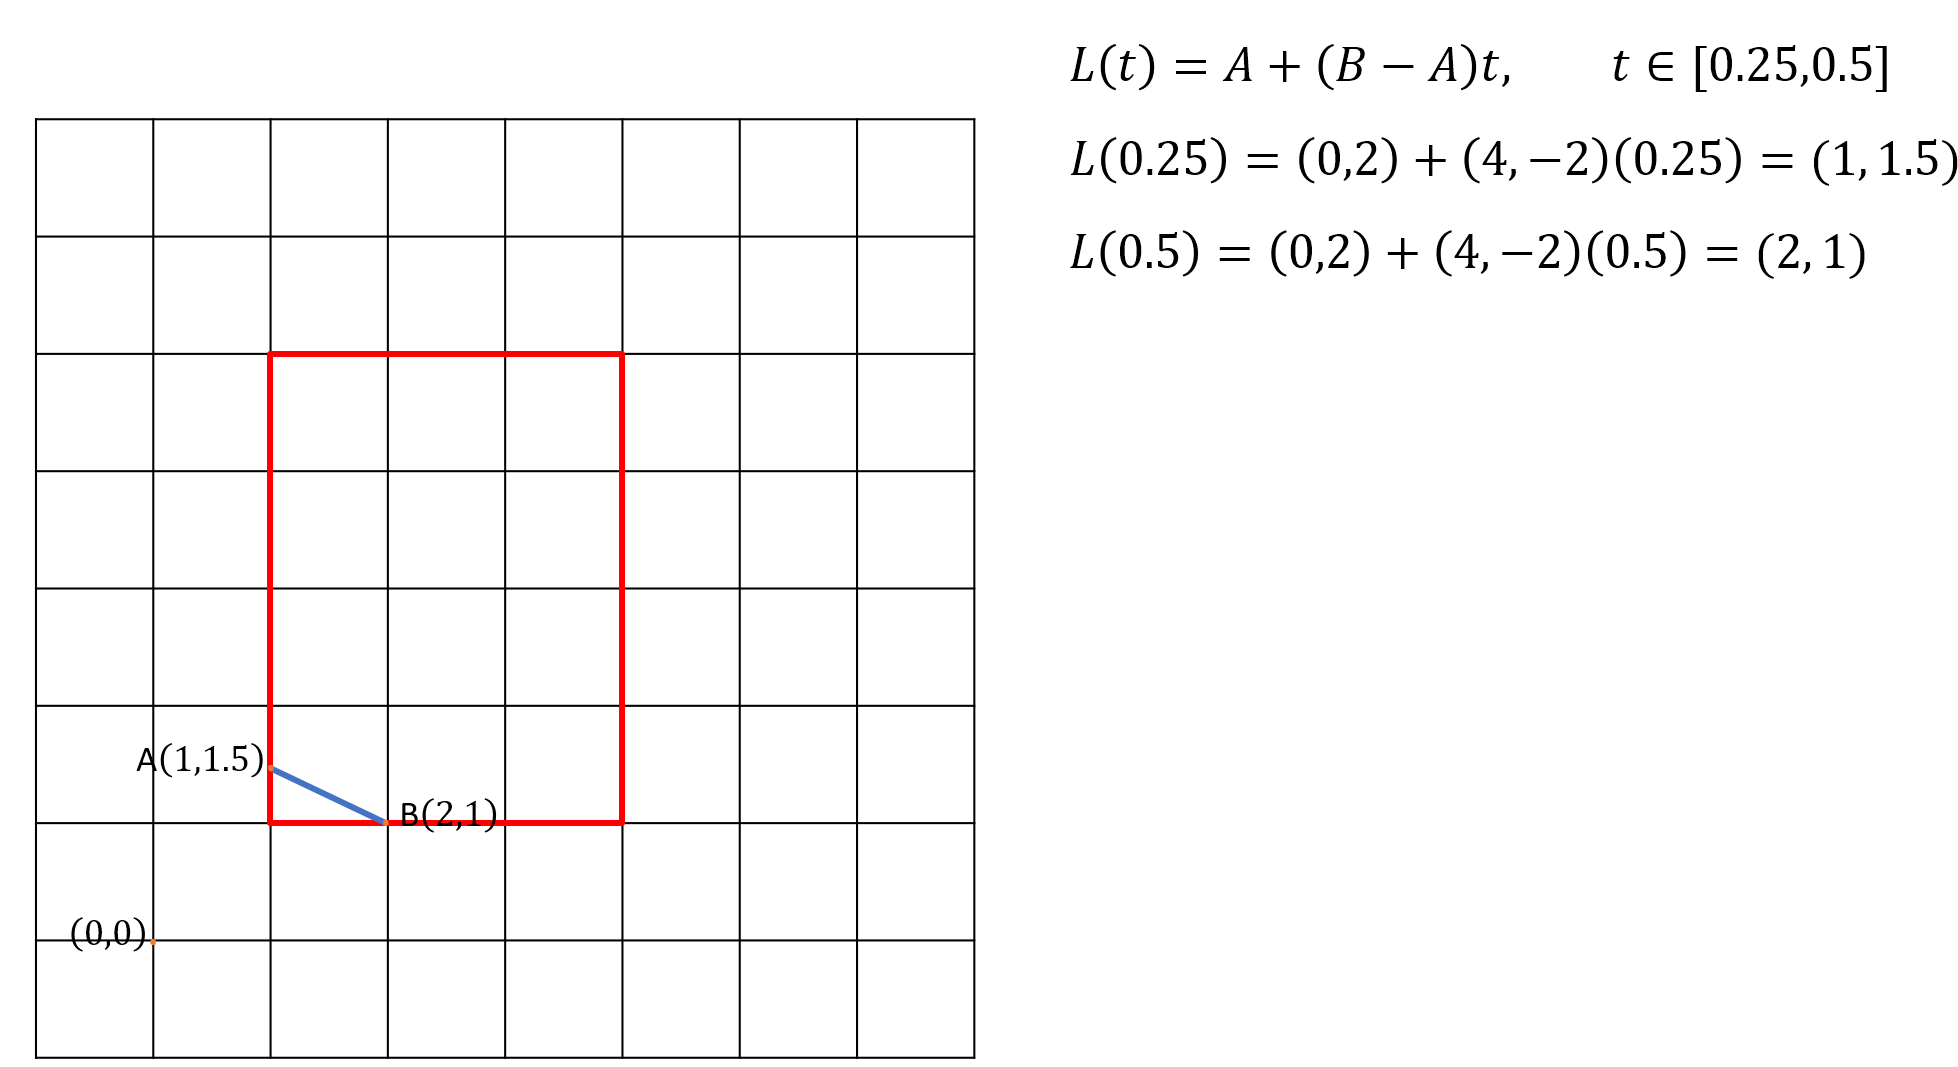 L(t) = A + (B − A)t, t ∈ [0.25,0.5]
L(0.25) = (0,2) + (4, −2)(0.25) = (1, 1.5)
L(0.5) = (0,2) + (4, −2)(0.5) = (2, 1)
A(1,1.5)
B(2,1)
(0,0)